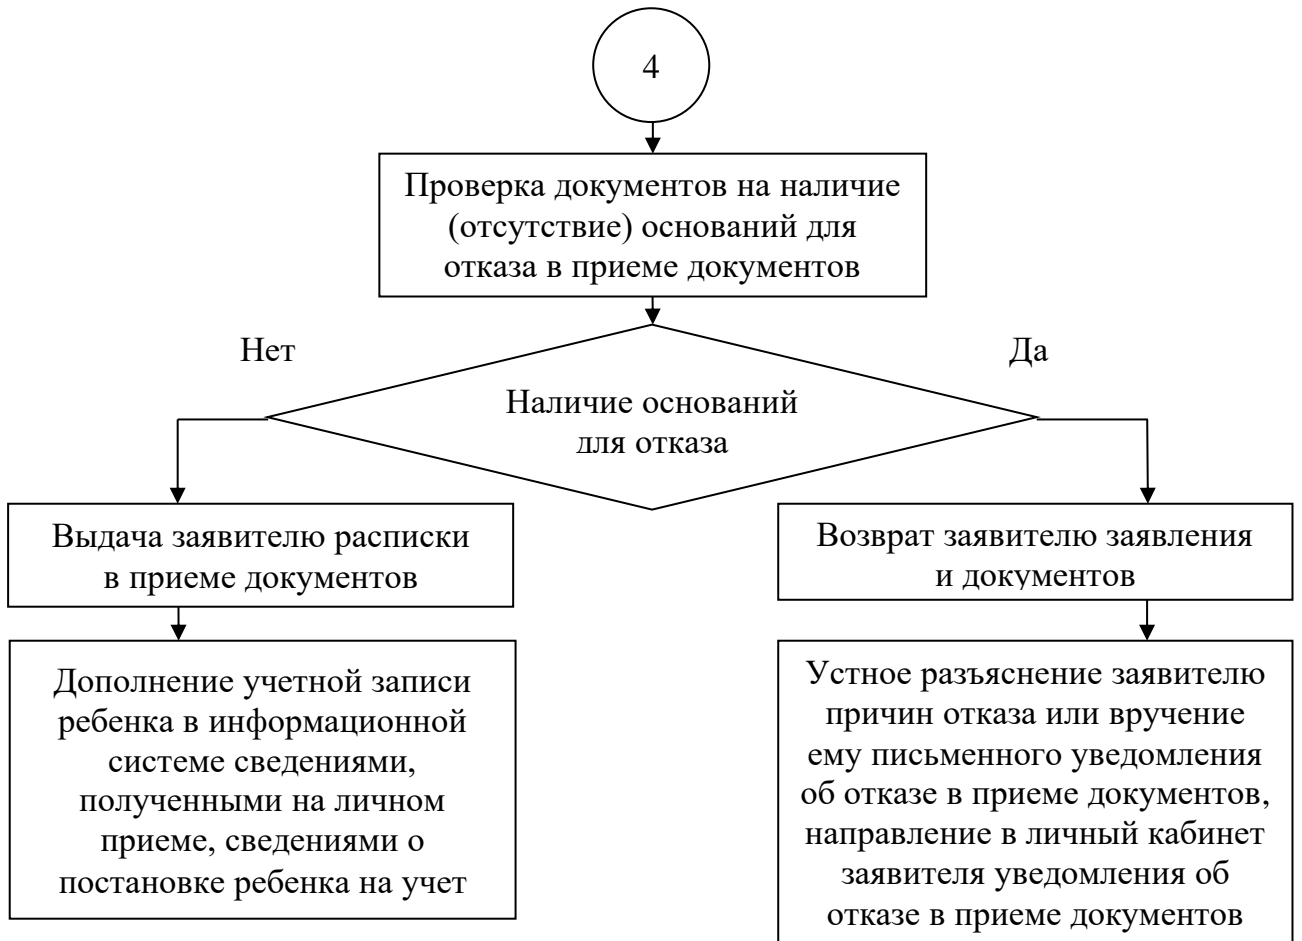 4
Проверка документов на наличие
(отсутствие) оснований для
отказа в приеме документов
Нет
Да
Наличие оснований
для отказа
Выдача заявителю расписки
в приеме документов
Возврат заявителю заявления
и документов
Дополнение учетной записи
ребенка в информационной
системе сведениями,
полученными на личном
приеме, сведениями о
постановке ребенка на учет
Устное разъяснение заявителю
причин отказа или вручение
ему письменного уведомления
об отказе в приеме документов,
направление в личный кабинет
заявителя уведомления об
отказе в приеме документов